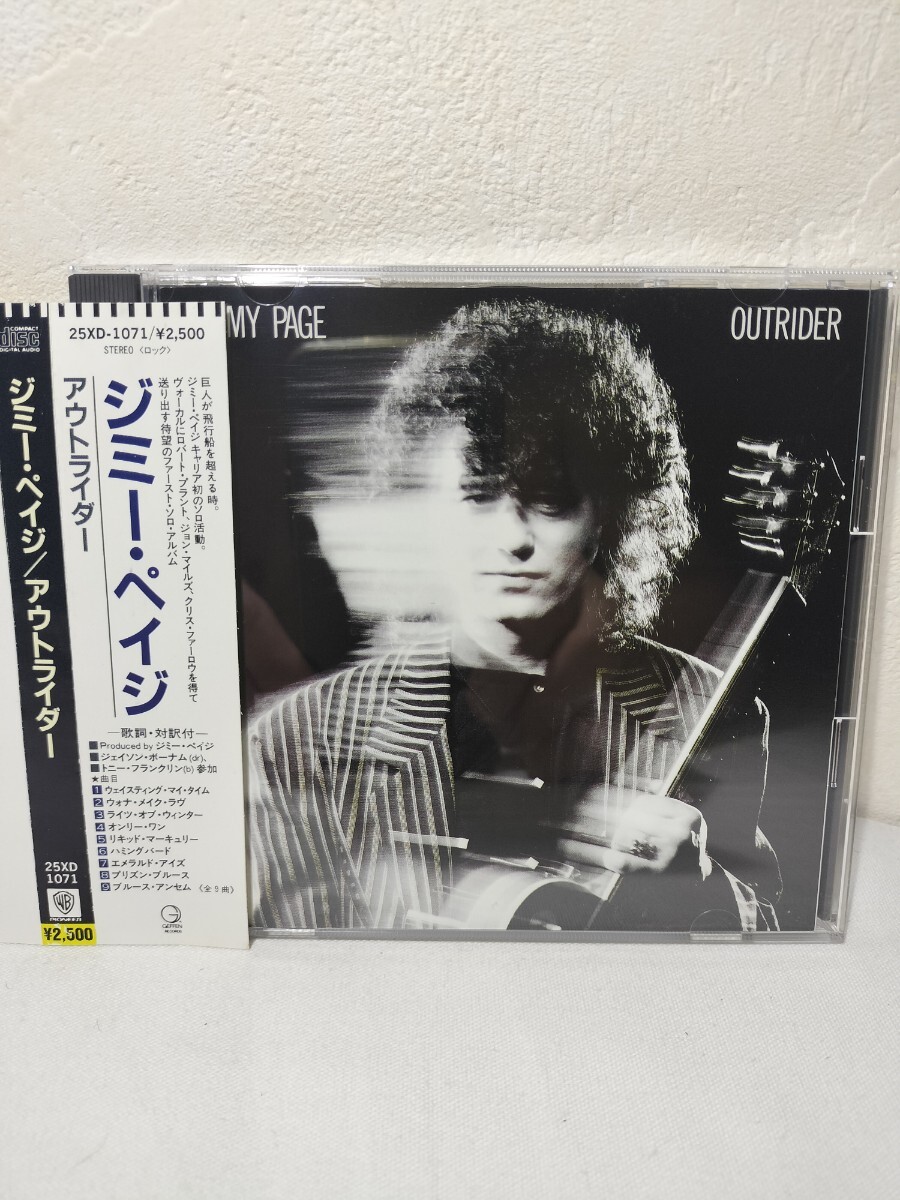 COMPACT
disc
DIGITAL AUDIO
ジミー・ペイジ/アウトライダー
25XD
1071
WB
PIONEER
¥2,500
25XD-1071/¥2,500
STEREO〈ロック〉
アウトライダー
ジミー・ペイジ
巨人が飛行船を超える時。
ジミー・ペイジキャリア初のソロ活動。
ヴォーカルにロバート・プラント、ジョン・マイルズ、クリス・ファーロウを得て
送り出す待望のファースト・ソロ・アルバム
—歌詞・対訳付—
■Produced by ジミー・ペイジ
■ジェイソン・ボーナム(dr)、
■トニー・フランクリン(b)参加
★曲目
1 ウェイスティング・マイ・タイム
2 ウォナ・メイク・ラヴ
3 ライツ・オブ・ウィンター
4 オンリー・ワン
5 リキッド・マーキュリー
6 ハミングバード
7 エメラルド・アイズ
8 プリズン・ブルース
9 ブルース・アンセム 〈全9曲〉
G
GEFFEN
RECORDS
MY PAGE
OUTRIDER